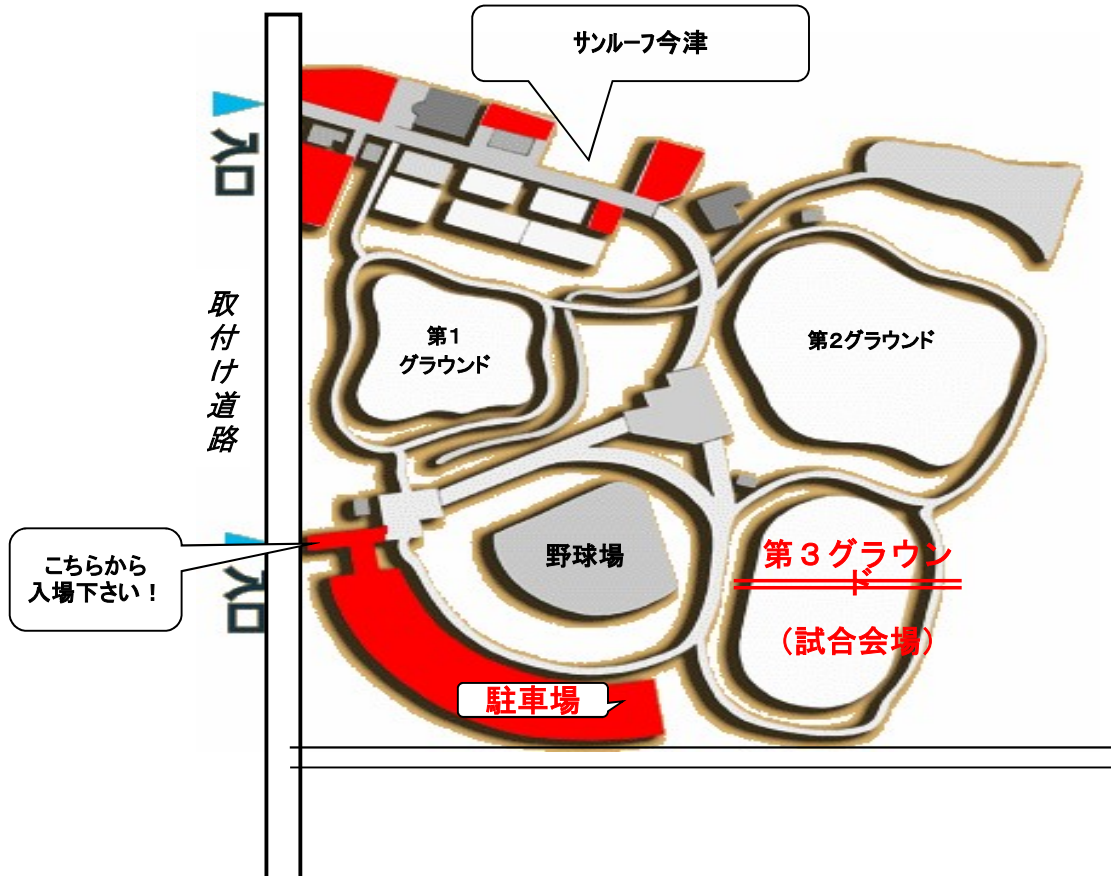 サンルーフ今津
入口
取付け道路
第1
グラウンド
第2グラウンド
こちらから
入場下さい！
入口
野球場
第３グラウン
ド
（試合会場）
駐車場